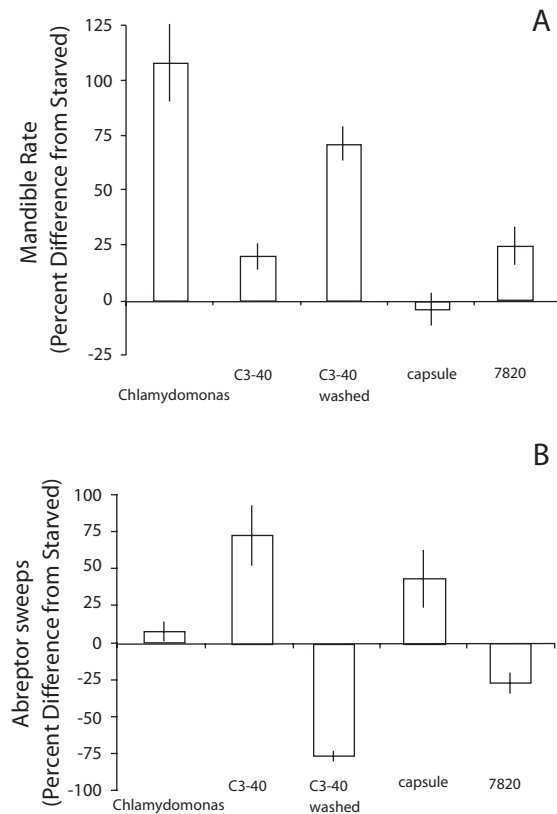 A
Mandible Rate
(Percent Difference from Starved)
125
100
75
50
25
0
-25
Chlamydomonas
C3-40
C3-40
washed
capsule
7820
B
Abreptor sweeps
(Percent Difference from Starved)
100
75
50
25
0
-25
-50
-75
-100
Chlamydomonas
C3-40
C3-40
washed
capsule
7820